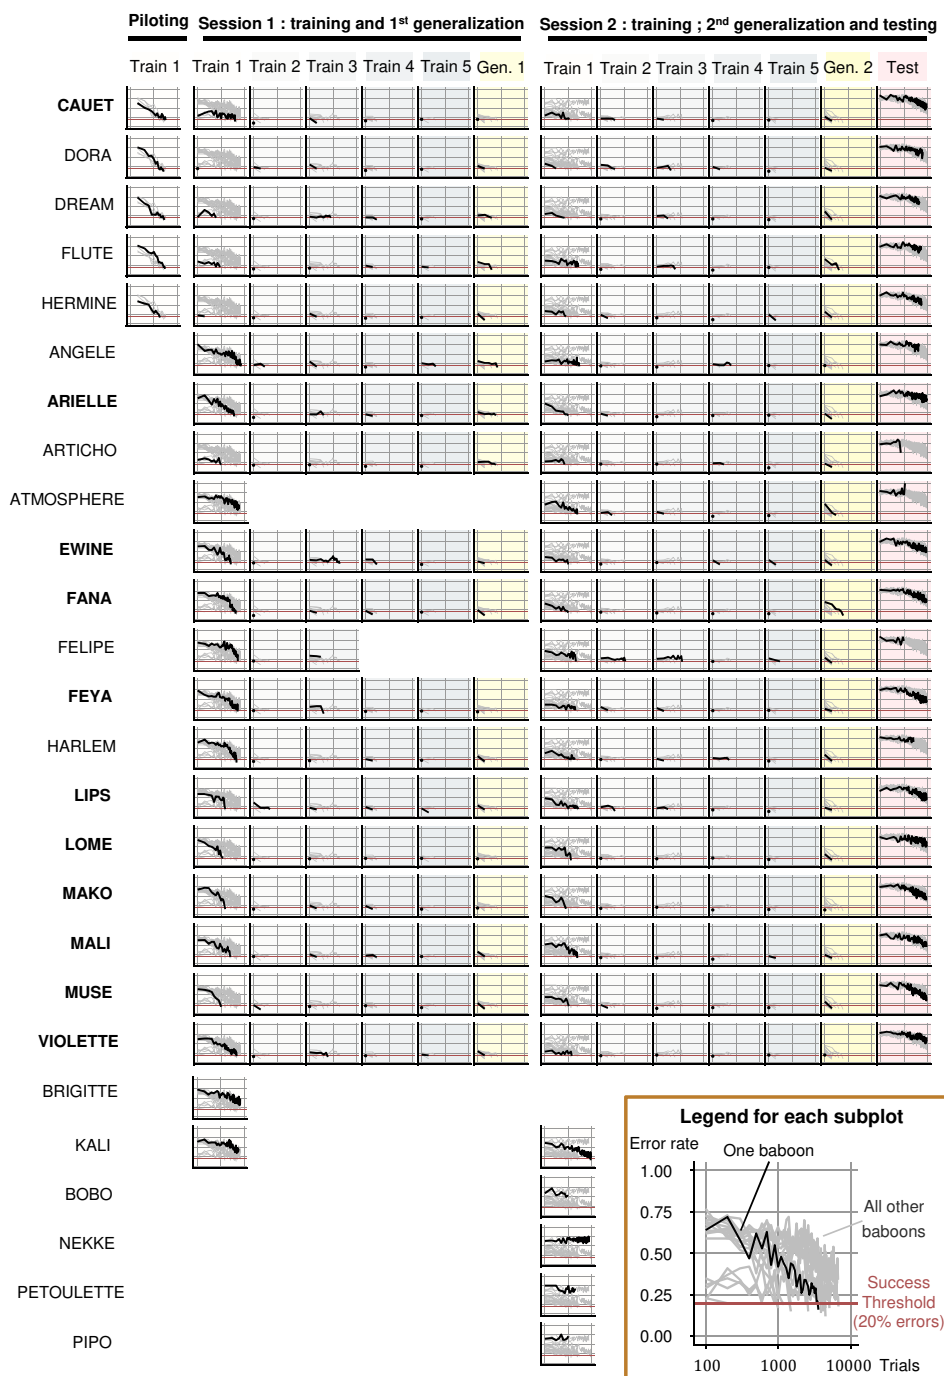 Piloting Session 1 : training and 1st generalization Session 2 : training ; 2nd generalization and testing
Train 1 Train 1 Train 2 Train 3 Train 4 Train 5 Gen. 1 Train 1 Train 2 Train 3 Train 4 Train 5 Gen. 2 Test
CAUET
DORA
DREAM
FLUTE
HERMINE
ANGELE
ARIELLE
ARTICHO
ATMOSPHERE
EWINE
FANA
FELIPE
FEYA
HARLEM
LIPS
LOME
MAKO
MALI
MUSE
VIOLETTE
BRIGITTE
KALI
BOBO
NEKKE
PETOULETTE
PIPO
Legend for each subplot
Error rate One baboon
1.00
0.75
0.50
0.25
0.00
All other
baboons
Success
Threshold
(20% errors)
100 1000 10000 Trials